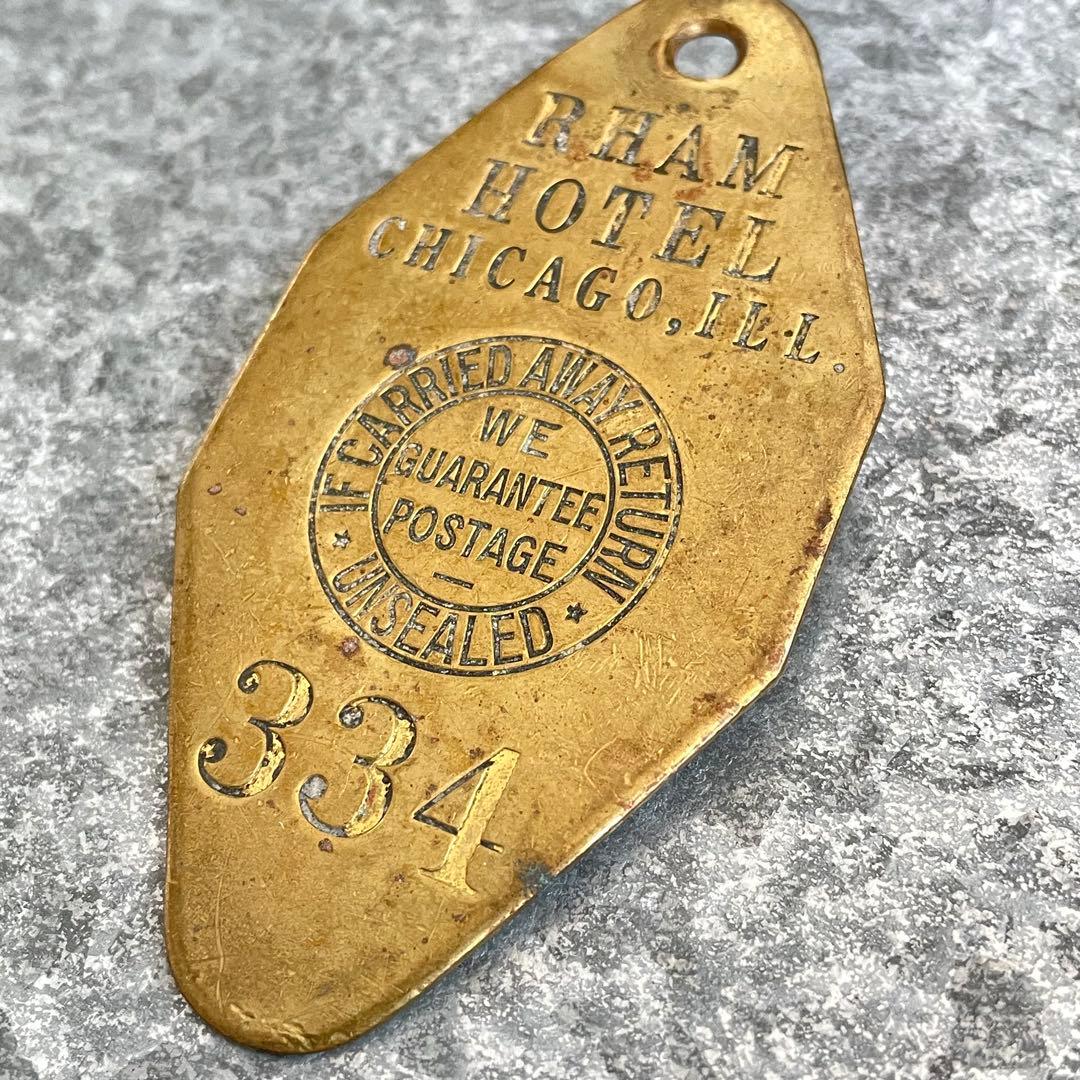 RHAM
HOTEL
CHICAGO, ILL.
IF CARRIED AWAY RETURN
UNSEALED
WE
GUARANTEE
POSTAGE
334